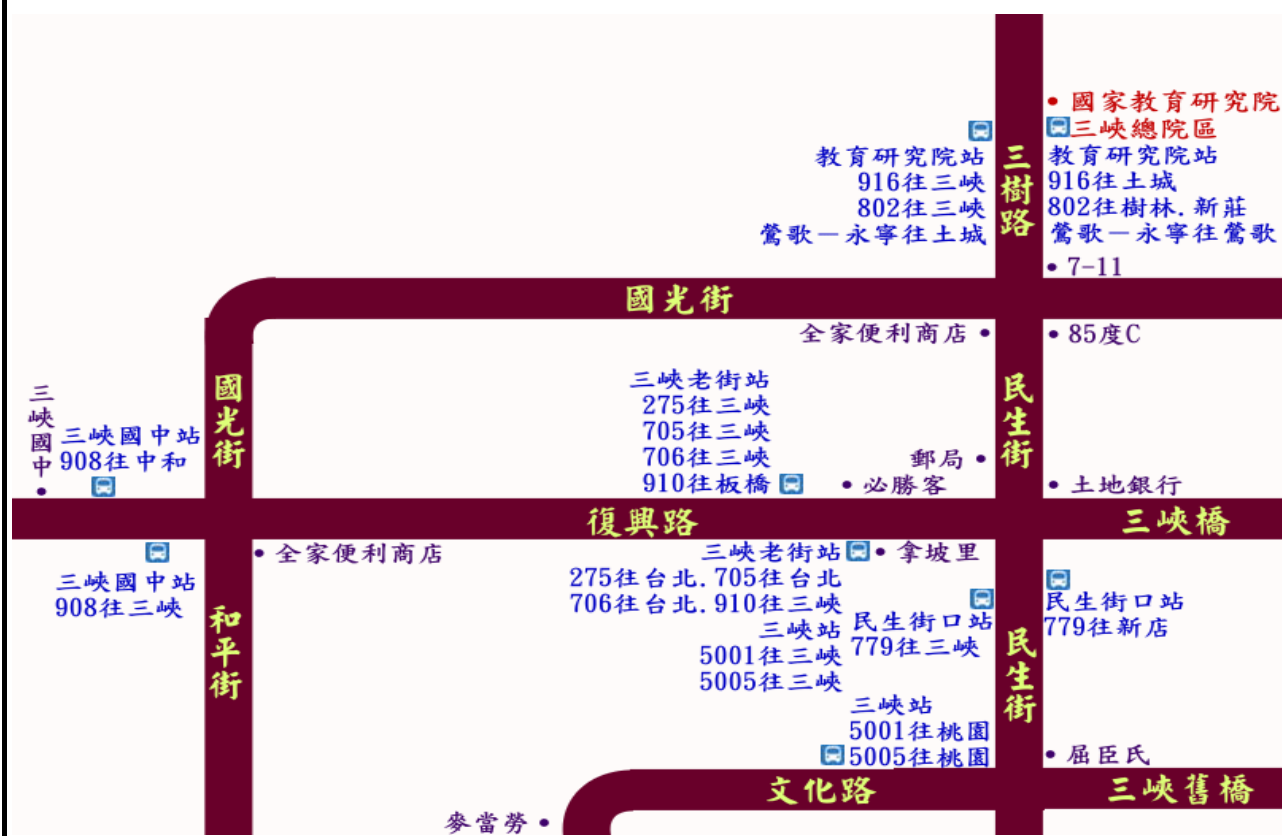 • 國家教育研究院
三峽總院區
教育研究院站
916往三峽
802往三峽
鶯歌－永寧往土城
三樹路
教育研究院站
916往土城
802往樹林.新莊
鶯歌－永寧往鶯歌
• 7-11
國光街
全家便利商店 •
• 85度C
三峽國中 •
三峽國中站
908往中和
國光街
三峽老街站
275往三峽
705往三峽
706往三峽
910往板橋
民生街
郵局 •
• 必勝客
• 土地銀行
復興路
三峽橋
三峽國中站
908往三峽
• 全家便利商店
和平街
三峽老街站
• 拿坡里
275往台北.705往台北
706往台北.910往三峽
三峽站
5001往三峽
5005往三峽
民生街口站
779往三峽
民生街
民生街口站
779往新店
三峽站
5001往桃園
5005往桃園
• 屈臣氏
文化路
三峽舊橋
麥當勞 •